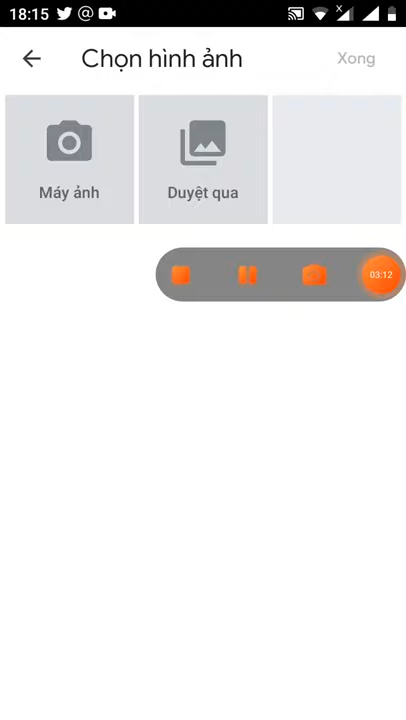 18:15
Chọn hình ảnh
Xong
Máy ảnh
Duyệt qua
03:12